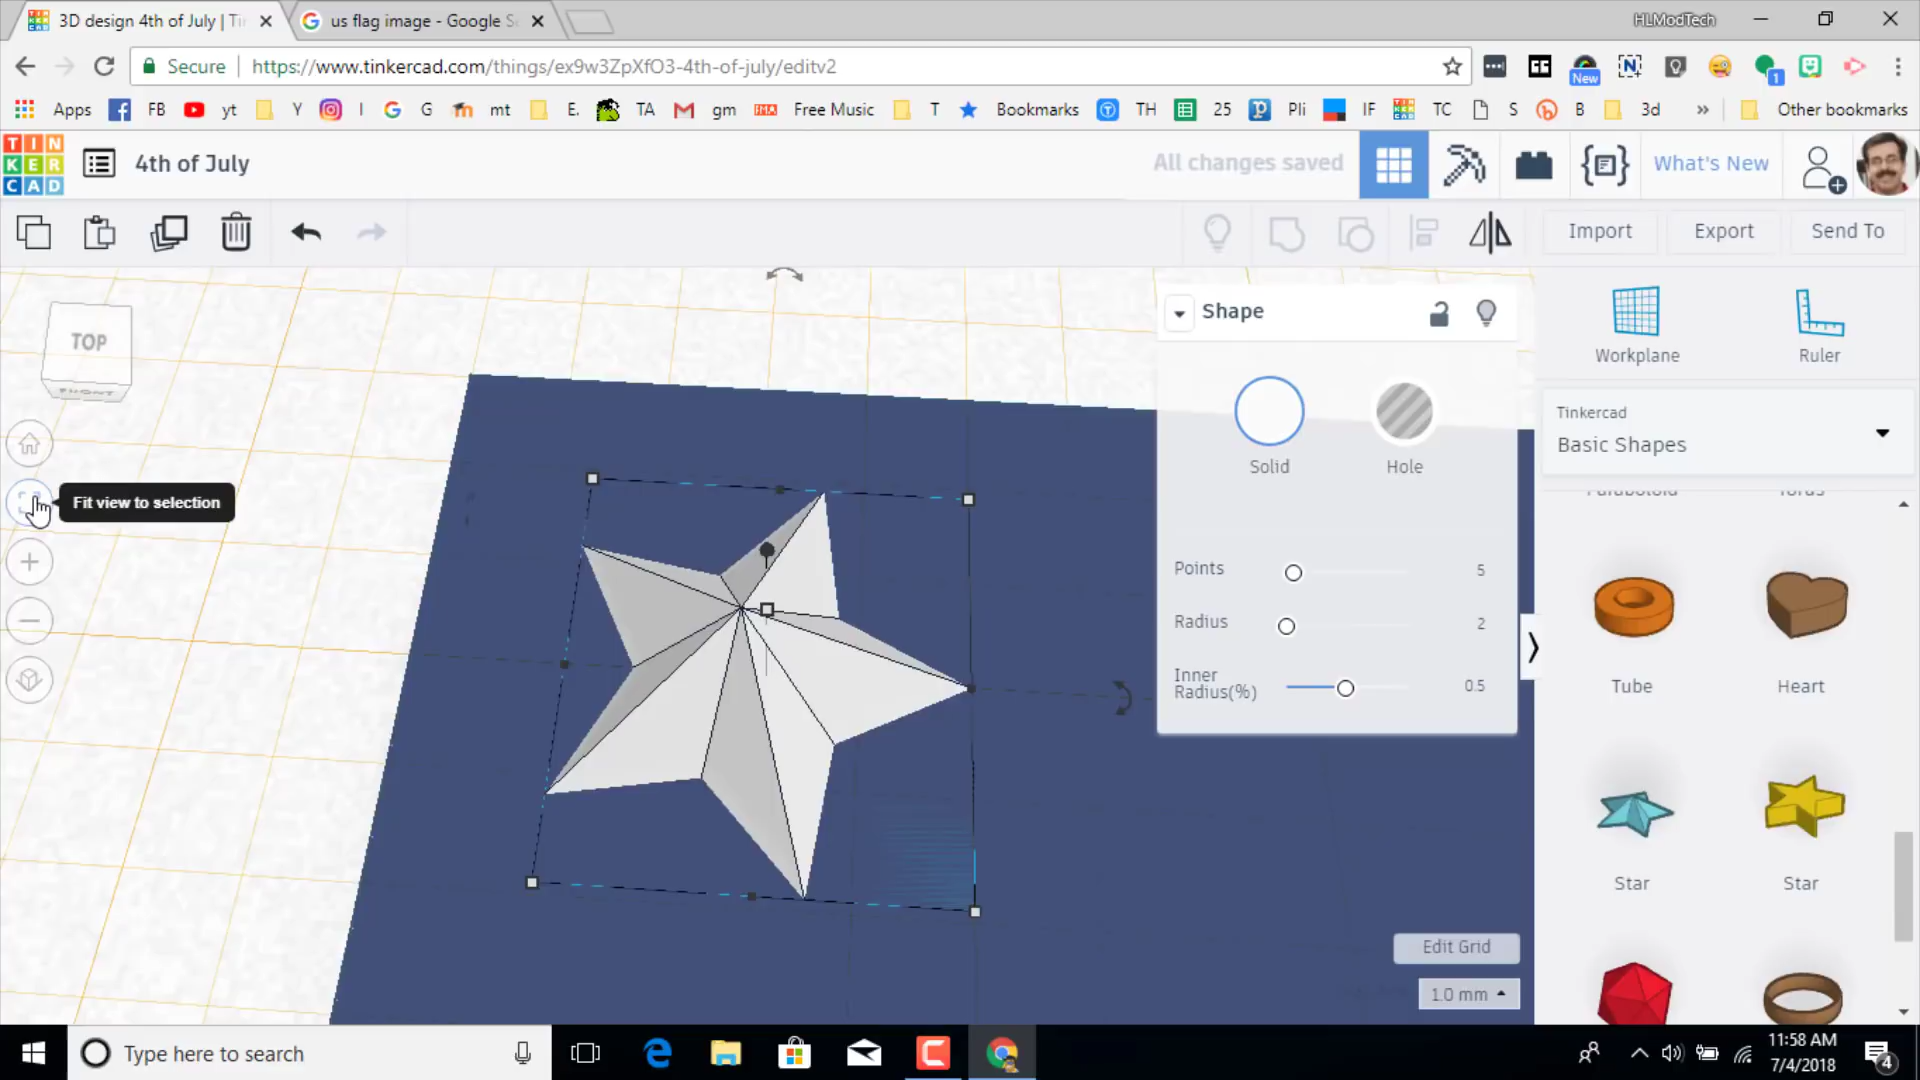 3D design 4th of July | Ti
us flag image - Google S
HLModTech
Secure
https://www.tinkercad.com/things/ex9w3ZpXfO3-4th-of-july/editv2
New
1
Apps
FB
yt
Y
I
G
mt
E.
TA
gm
Free Music
T
Bookmarks
TH
25
Pli
IF
TC
S
B
3d
»
Other bookmarks
TIN
KER
CAD
4th of July
All changes saved
What's New
Import
Export
Send To
TOP
FRONT
Fit view to selection
Shape
Solid
Hole
Points
5
Radius
2
Inner
Radius(%)
0.5
Workplane
Ruler
Tinkercad
Basic Shapes
Paraboloid
Torus
Tube
Heart
Star
Star
Edit Grid
1.0 mm
Type here to search
11:58 AM
7/4/2018
4